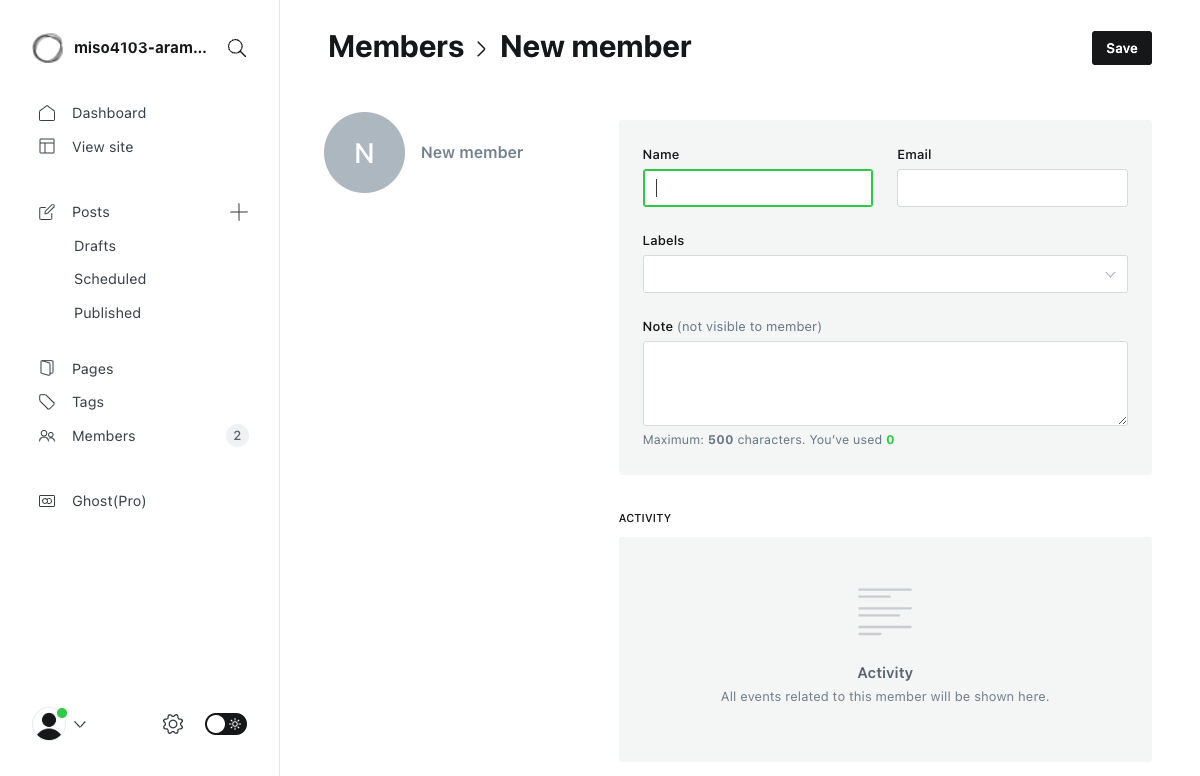 miso4103-aram...
Dashboard
View site
Posts
Drafts
Scheduled
Published
Pages
Tags
Members 2
Ghost(Pro)
Members > New member
Save
N
New member
Name Email
Labels
Note (not visible to member)
Maximum: 500 characters. You've used 0
ACTIVITY
Activity
All events related to this member will be shown here.